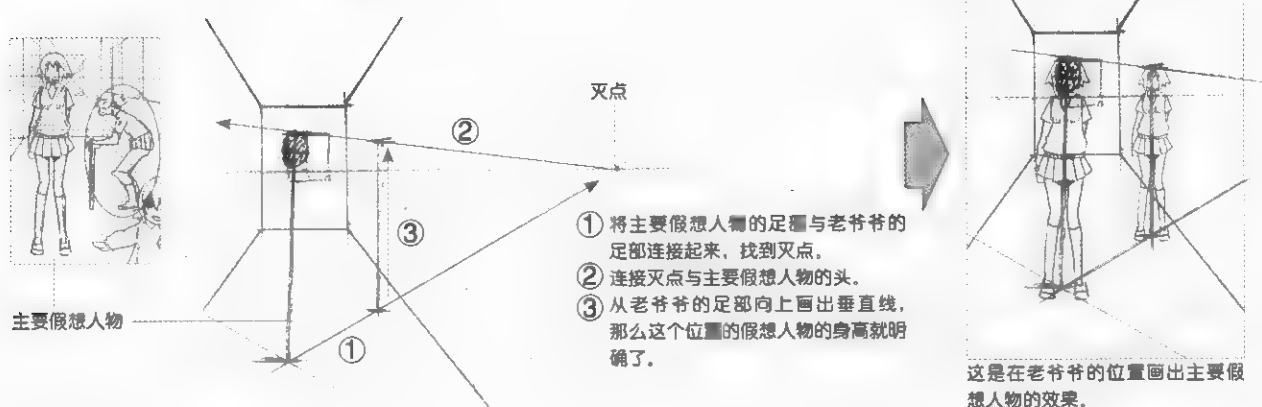 灭点
②
③
①
主要假想人物
① 将主要假想人物的足部与老爷爷的
足部连接起来，找到灭点。
② 连接灭点与主要假想人物的头。
③ 从老爷爷的足部向上画出垂直线，
那么这个位置的假想人物的身高就明
确了。
这是在老爷爷的位置画出主要假
想人物的效果。